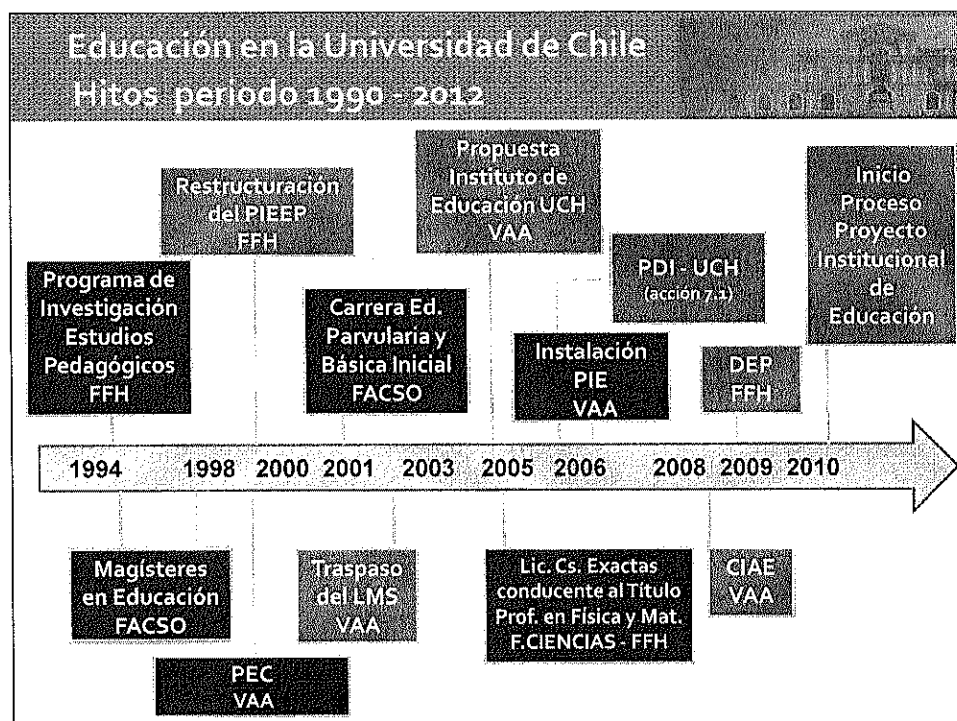 Educación en la Universidad de Chile
Hitos periodo 1990 - 2012
Programa de
Investigación
Estudios
Pedagógicos
FFH
Restructuración
del PIEEP
FFH
Carrera Ed.
Parvularia y
Básica Inicial
FACSO
Propuesta
Instituto de
Educación UCH
VAA
Instalación
PIE
VAA
PDI - UCH
(acción 7.1)
DEP
FFH
Inicio
Proceso
Proyecto
Institucional
de
Educación
1994 1998 2000 2001 2003 2005 2006 2008 2009 2010
Magísteres
en Educación
FACSO
PEC
VAA
Traspaso
del LMS
VAA
Lic. Cs. Exactas
conducente al Título
Prof. en Física y Mat.
F.CIENCIAS - FFH
CIAE
VAA